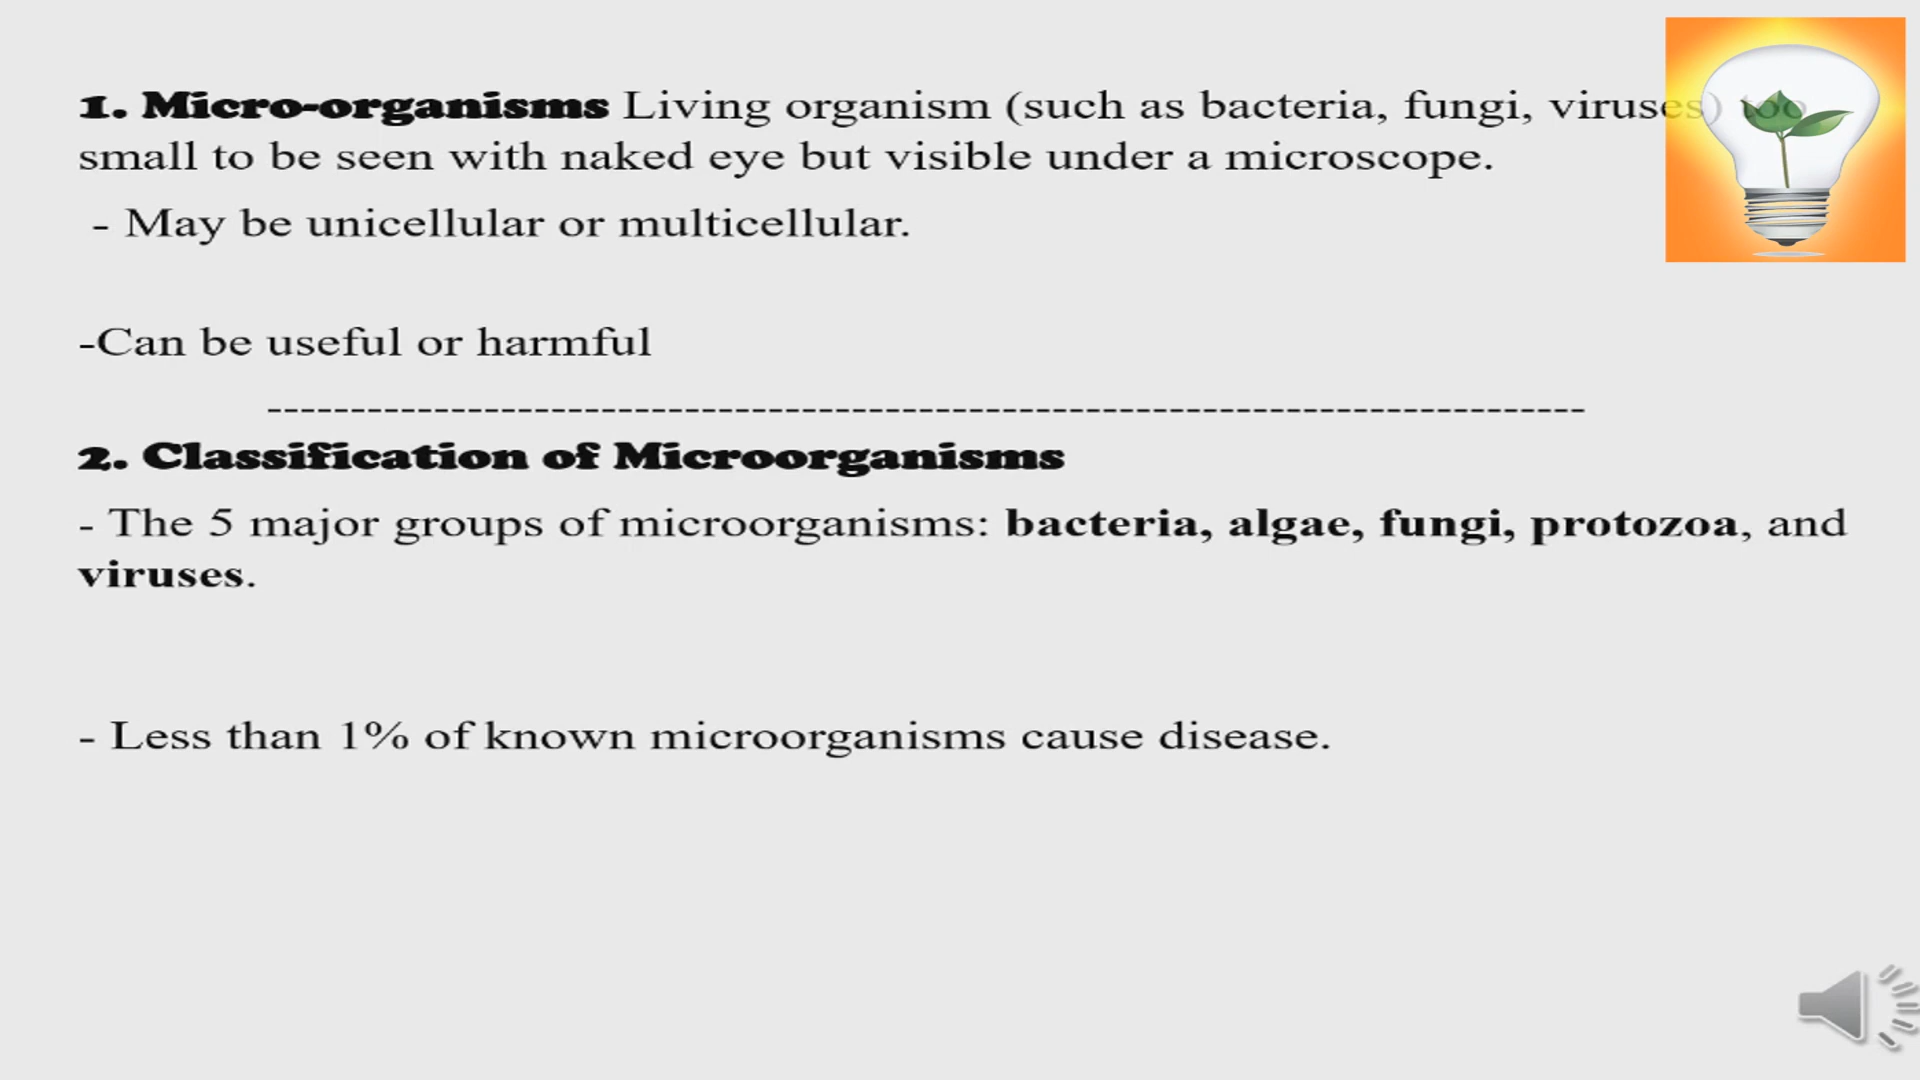 1. Micro-organisms Living organism (such as bacteria, fungi, viruses) too
small to be seen with naked eye but visible under a microscope.
- May be unicellular or multicellular.
-Can be useful or harmful
--------------------------------------------------------------------------------
2. Classification of Microorganisms
- The 5 major groups of microorganisms: bacteria, algae, fungi, protozoa, and
viruses.
- Less than 1% of known microorganisms cause disease.